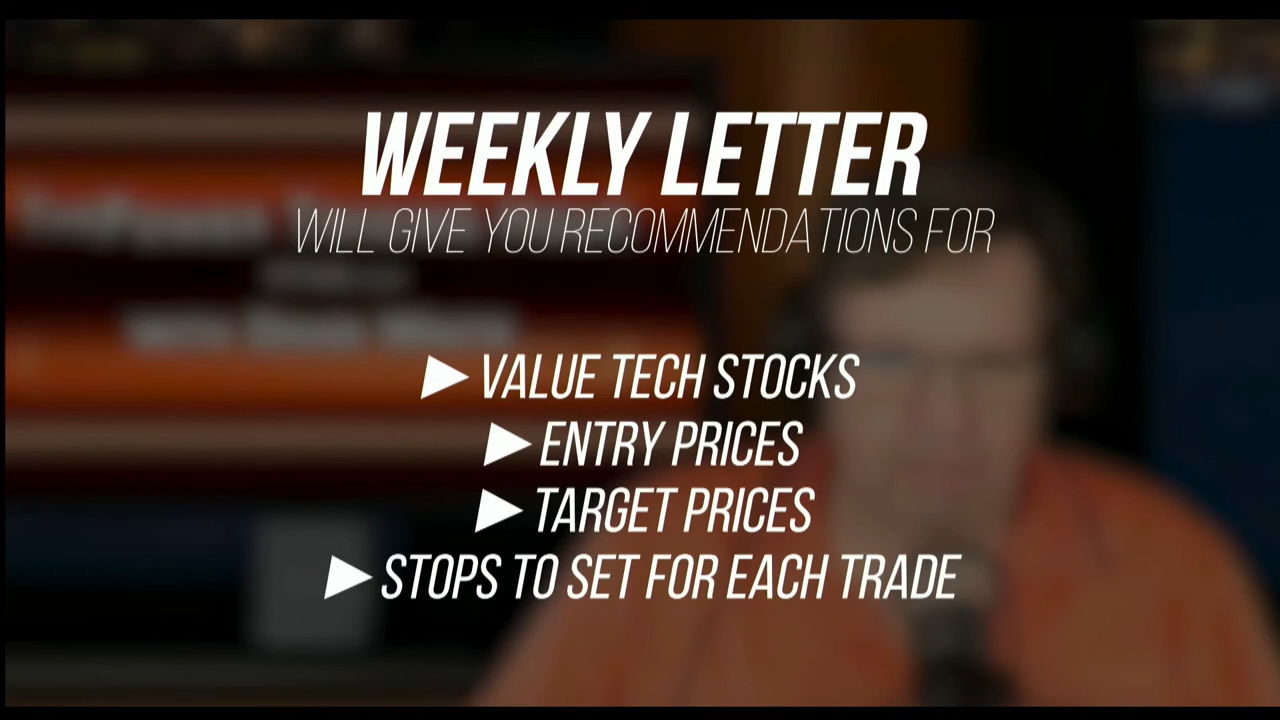 WEEKLY LETTER
WILL GIVE YOU RECOMMENDATIONS FOR
▶ VALUE TECH STOCKS
▶ ENTRY PRICES
▶ TARGET PRICES
▶ STOPS TO SET FOR EACH TRADE